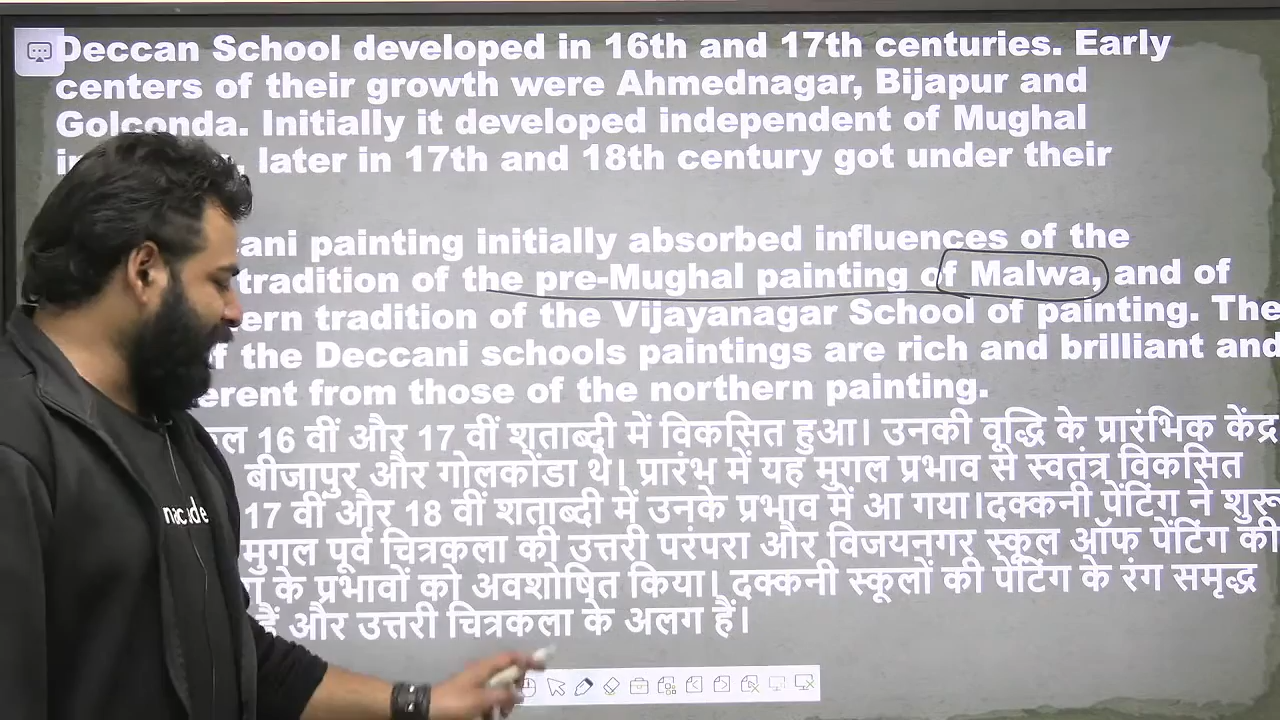 Deccan School developed in 16th and 17th centuries. Early
centers of their growth were Ahmednagar, Bijapur and
Golconda. Initially it developed independent of Mughal
later in 17th and 18th century got under their
painting initially absorbed influences of the
tradition of the pre-Mughal painting of Malwa, and of
tradition of the Vijayanagar School of painting. The
the Deccani schools paintings are rich and brilliant and
from those of the northern painting.
16 वीं और 17 वीं शताब्दी में विकसित हुआ। उनकी वृद्धि के प्रारंभिक केंद्र
बीजापुर और गोलकोंडा थे। प्रारंभ में यह मुगल प्रभाव से स्वतंत्र विकसित
17 वीं और 18 वीं शताब्दी में उनके प्रभाव में आ गया।दक्कनी पेंटिंग ने शुरू
मुगल पूर्व चित्रकला की उत्तरी परंपरा और विजयनगर स्कूल ऑफ पेंटिंग की
के प्रभावों को अवशोषित किया। दक्कनी स्कूलों की पेंटिंग के रंग समृद्ध
हैं और उत्तरी चित्रकला के अलग हैं।